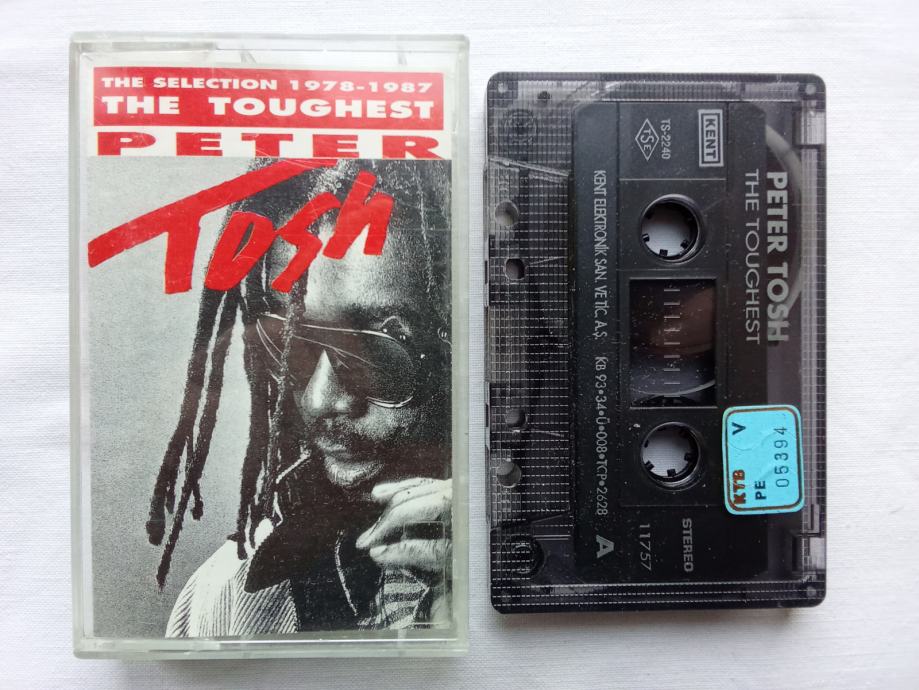 THE SELECTION 1978-1987
THE TOUGHEST
PETER
Tosh
KENT
TS-2240
TSE
PETER TOSH
THE TOUGHEST
KENT ELEKTRONİK SAN. VE TİC. A.Ş. KB 93•34•Ü•008•TCP•2628
A
STEREO
11757
KTB
PE
V
05394